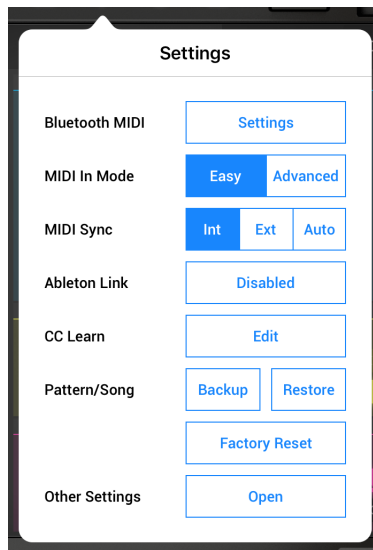 Settings
Bluetooth MIDI Settings
MIDI In Mode Easy Advanced
MIDI Sync Int Ext Auto
Ableton Link Disabled
CC Learn Edit
Pattern/Song Backup Restore
Factory Reset
Other Settings Open